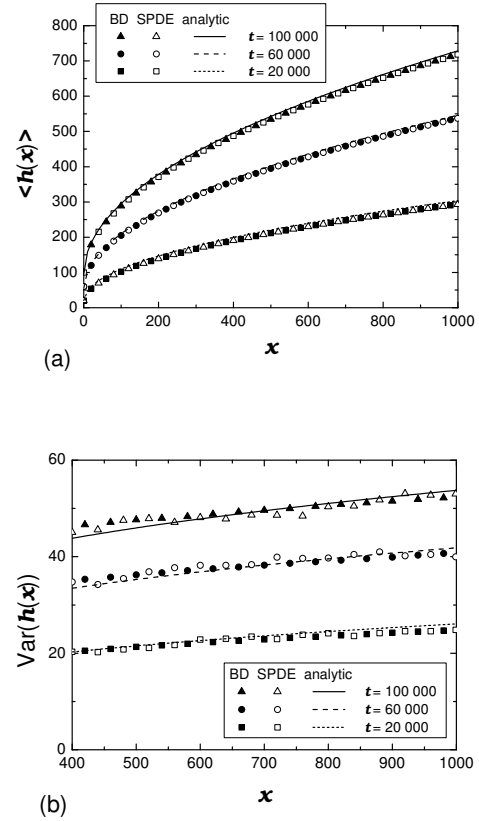 BD SPDE analytic
t= 100 000
t= 60 000
t= 20 000
800
700
600
500
400
300
200
100
0
<h(x)>
0 200 400 600 800 1000
x
(a)
60
40
20
0
Var(h(x))
BD SPDE analytic
t= 100 000
t= 60 000
t= 20 000
400 500 600 700 800 900 1000
x
(b)